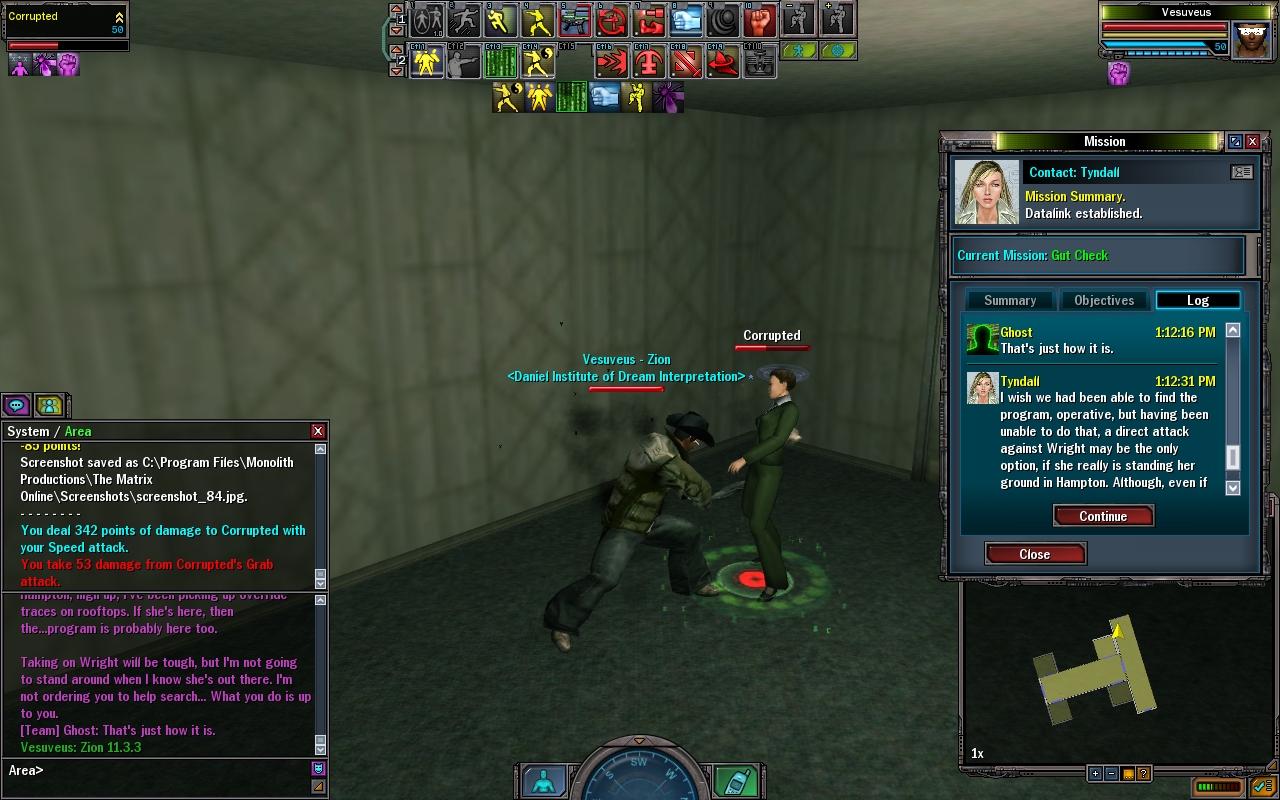 Corrupted
50
Vesuveus
50
Mission
Contact: Tyndall
Mission Summary.
Datalink established.
Current Mission: Gut Check
Summary
Objectives
Log
Ghost
1:12:16 PM
That's just how it is.
Tyndall
1:12:31 PM
I wish we had been able to find the
program, operative, but having been
unable to do that, a direct attack
against Wright may be the only
option, if she really is standing her
ground in Hampton. Although, even if
Continue
Close
Corrupted
Vesuveus - Zion
<Daniel Institute of Dream Interpretation>
System / Area
-85 points!
Screenshot saved as C:\Program Files\Monolith
Productions\The Matrix
Online\Screenshots\screenshot_84.jpg.
- - - - - - - -
You deal 342 points of damage to Corrupted with
your Speed attack.
You take 53 damage from Corrupted's Grab
attack.
Hampton, high up, I've been picking up override
traces on rooftops. If she's here, then
the...program is probably here too.
Taking on Wright will be tough, but I'm not going
to stand around when I know she's out there. I'm
not ordering you to help search... What you do is up
to you.
[Team] Ghost: That's just how it is.
Vesuveus: Zion 11.3.3
Area>
S
SW
W
1x